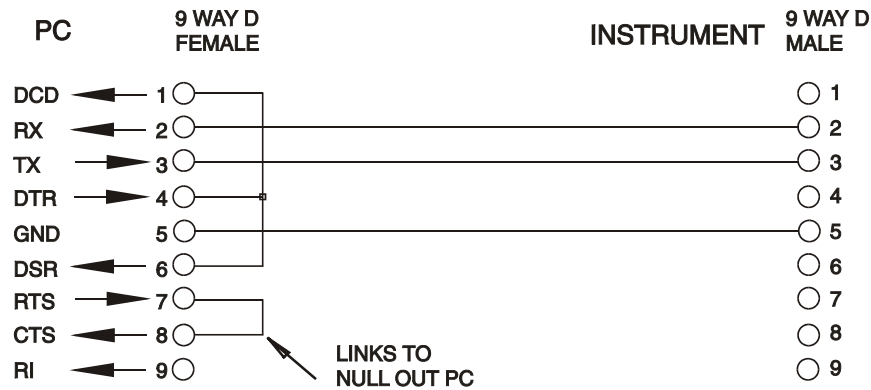 PC
9 WAY D
FEMALE
INSTRUMENT
9 WAY D
MALE
DCD 1 1
RX 2 2
TX 3 3
DTR 4 4
GND 5 5
DSR 6 6
RTS 7 7
CTS 8 8
RI 9 9
LINKS TO
NULL OUT PC